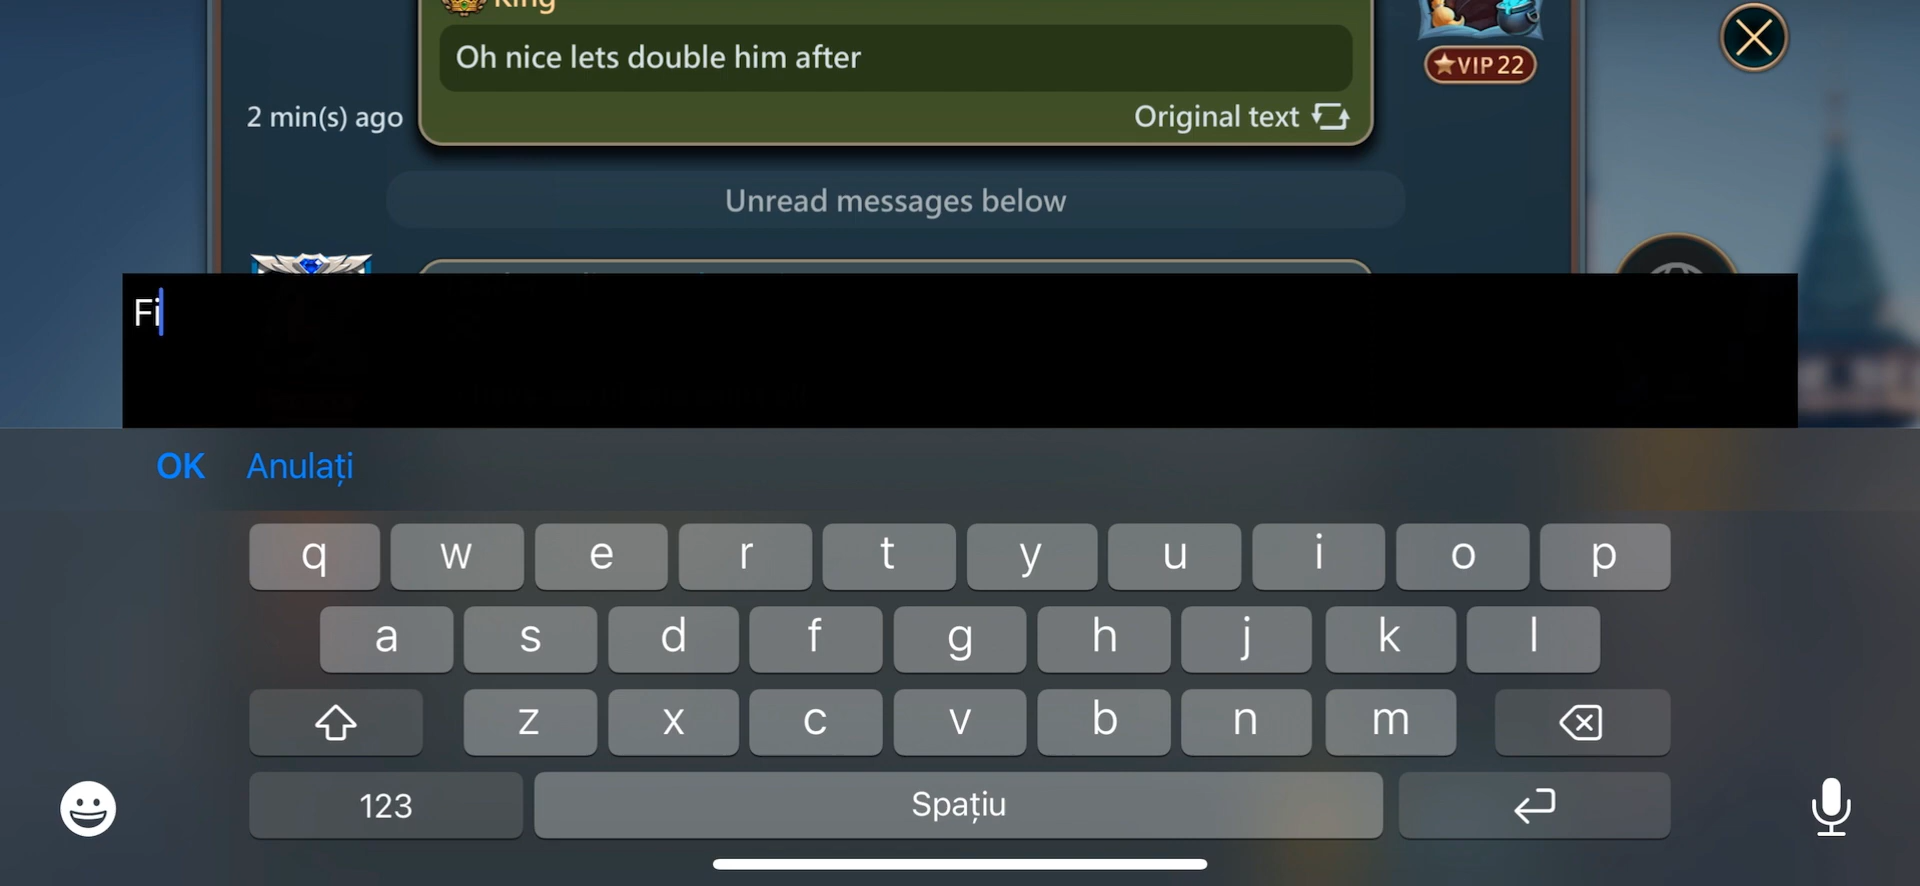 King
Oh nice lets double him after
VIP 22
2 min(s) ago
Original text
Unread messages below
Fi
OK Anulați
q w e r t y u i o p
a s d f g h j k l
z x c v b n m
123 Spațiu